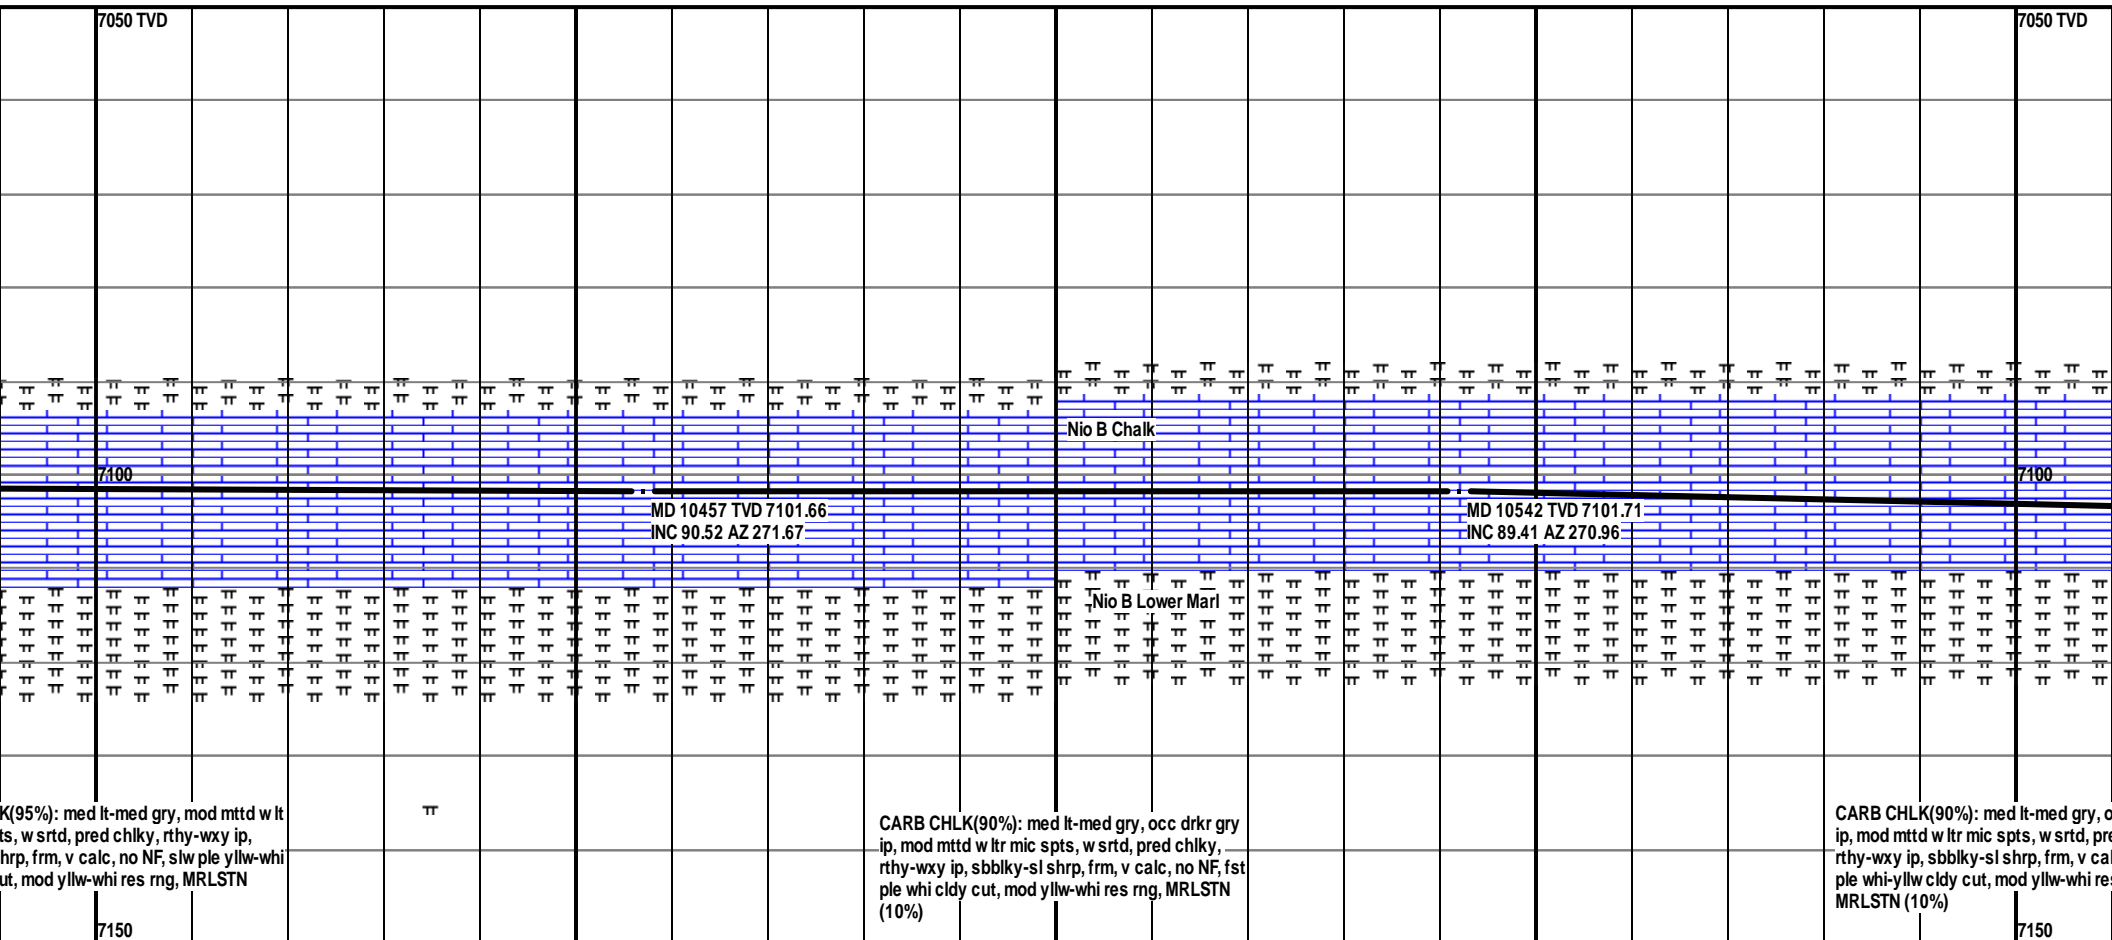 7050 TVD
7050 TVD
Nio B Chalk
7100
7100
MD 10457 TVD 7101.66
INC 90.52 AZ 271.67
MD 10542 TVD 7101.71
INC 89.41 AZ 270.96
Nio B Lower Marl
K(95%): med lt-med gry, mod mttd w lt
ts, w srtd, pred chlky, rthy-wxy ip,
hrp, frm, v calc, no NF, slw ple yllw-whi
ut, mod yllw-whi res rng, MRLSTN
CARB CHLK(90%): med lt-med gry, occ drkr gry
ip, mod mttd w ltr mic spts, w srtd, pred chlky,
rthy-wxy ip, sbblky-sl shrp, frm, v calc, no NF, fst
ple whi cldy cut, mod yllw-whi res rng, MRLSTN
(10%)
CARB CHLK(90%): med lt-med gry, o
ip, mod mttd w ltr mic spts, w srtd, pre
rthy-wxy ip, sbblky-sl shrp, frm, v cal
ple whi-yllw cldy cut, mod yllw-whi res
MRLSTN (10%)
7150
7150